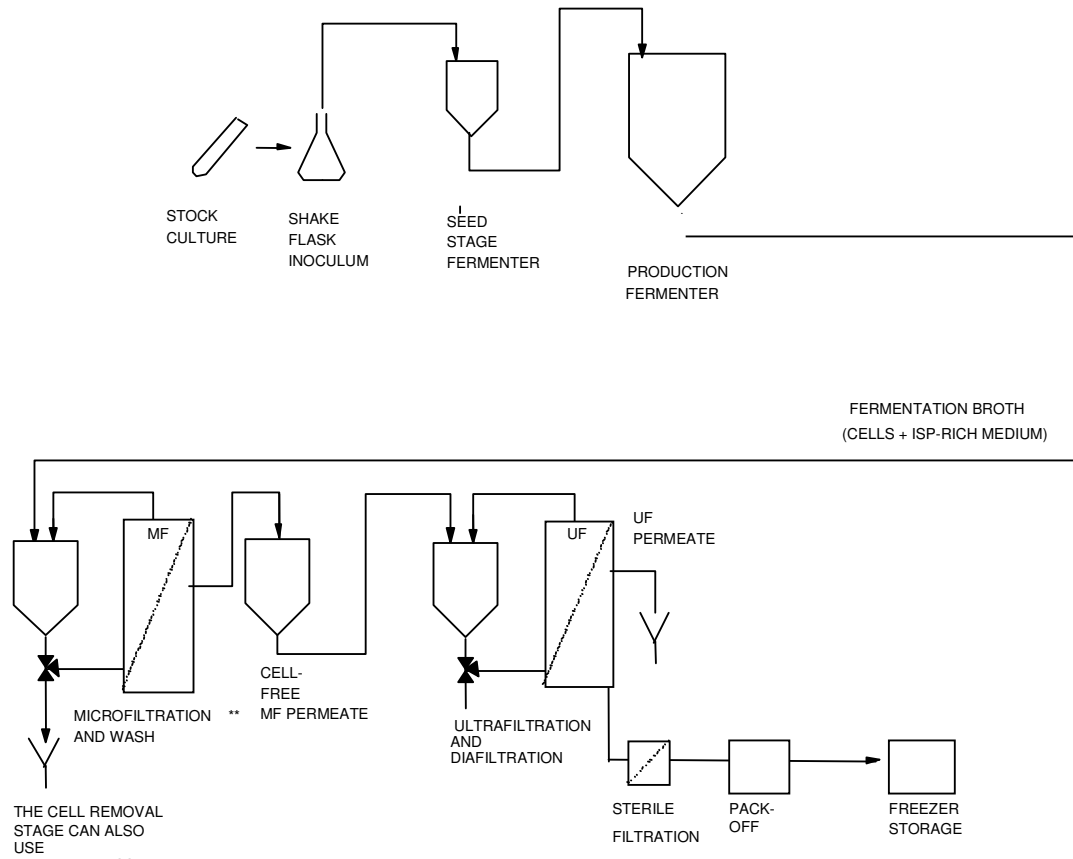 STOCK
CULTURE
SHAKE
FLASK
INOCULUM
SEED
STAGE
FERMENTER
PRODUCTION
FERMENTER
FERMENTATION BROTH
(CELLS + ISP-RICH MEDIUM)
MF
UF
UF
PERMEATE
MICROFILTRATION **
AND WASH
CELL-
FREE
MF PERMEATE
ULTRAFILTRATION
AND
DIAFILTRATION
STERILE
FILTRATION
PACK-
OFF
FREEZER
STORAGE
THE CELL REMOVAL
STAGE CAN ALSO
USE